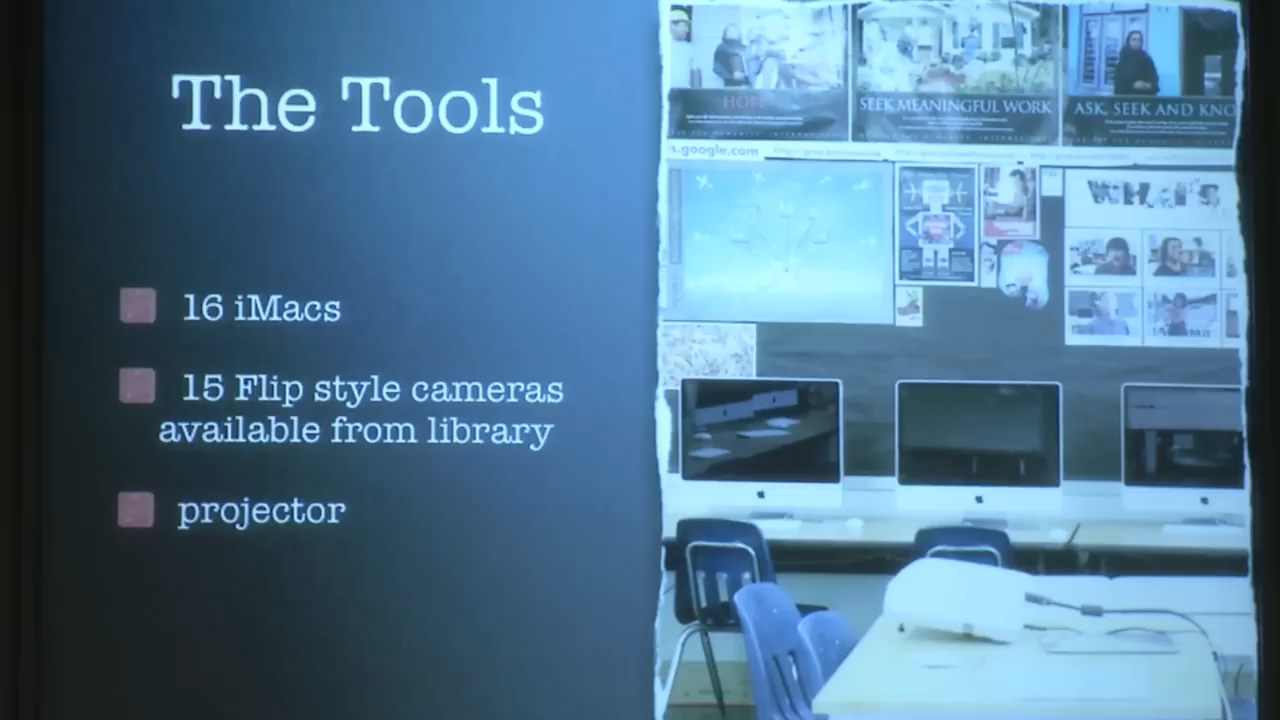 The Tools
16 iMacs
15 Flip style cameras
available from library
projector
HOPE
SEEK MEANINGFUL WORK
ASK, SEEK AND KNO
s.google.com
WHAT'S